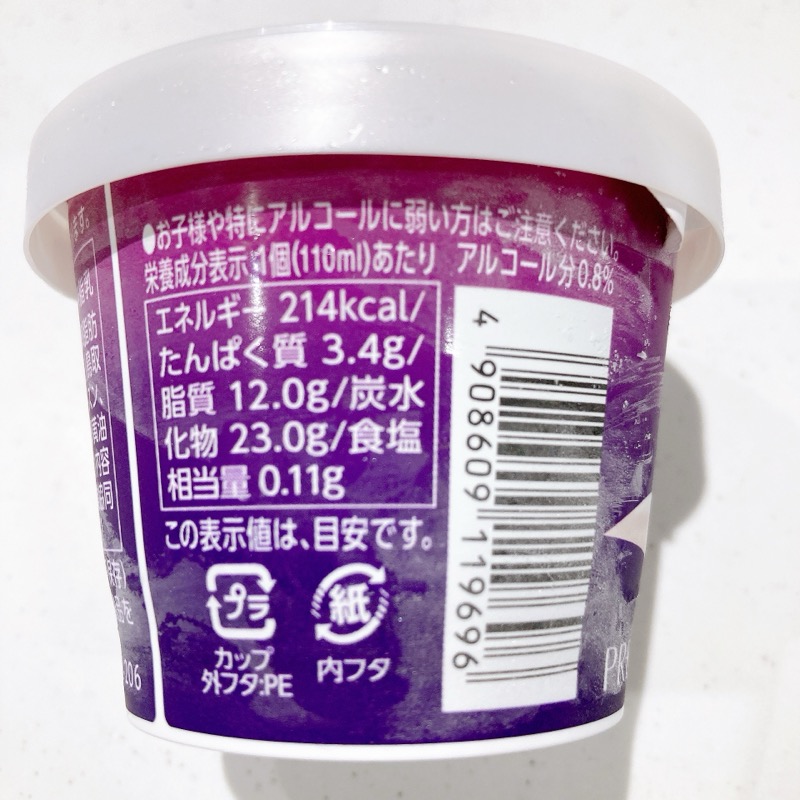 ●お子様や特にアルコールに弱い方はご注意ください。
栄養成分表示 1個(110ml)あたり アルコール分0.8%
エネルギー 214kcal/
たんぱく質 3.4g/
脂質 12.0g/炭水
化物 23.0g/食塩
相当量 0.11g
この表示値は、目安です。
プラ
カップ
外フタ:PE
紙
内フタ
4 908609 119696
206